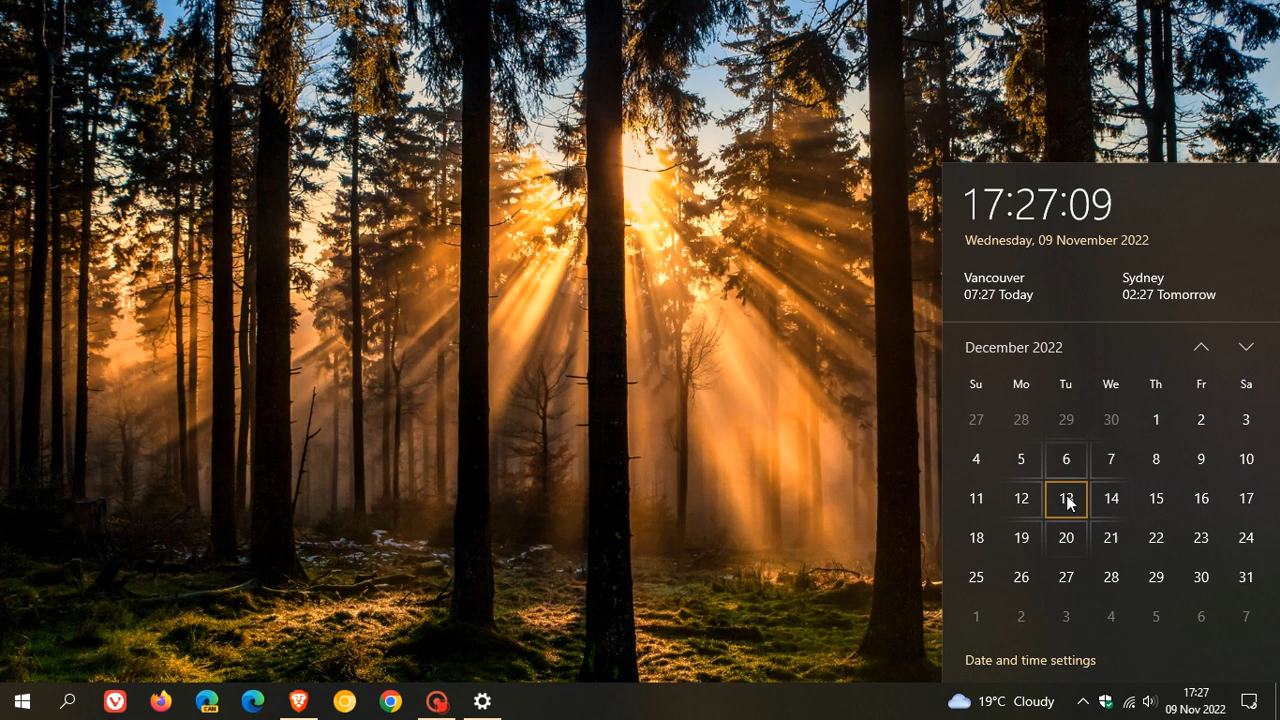 17:27:09
Wednesday, 09 November 2022
Vancouver Sydney
07:27 Today 02:27 Tomorrow
December 2022
Su Mo Tu We Th Fr Sa
27 28 29 30 1 2 3
4 5 6 7 8 9 10
11 12 13 14 15 16 17
18 19 20 21 22 23 24
25 26 27 28 29 30 31
1 2 3 4 5 6 7
Date and time settings
CAN
19°C Cloudy
17:27
09 Nov 2022